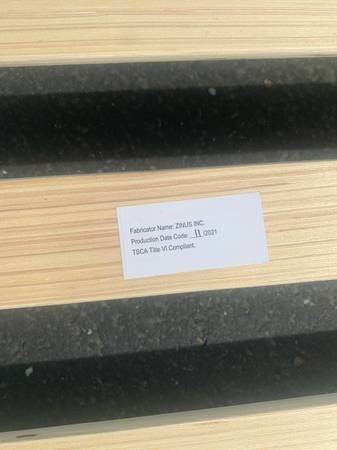 Fabricator Name: ZINUS INC.
Production Date Code: 11 /2021
TSCA Title VI Compliant.